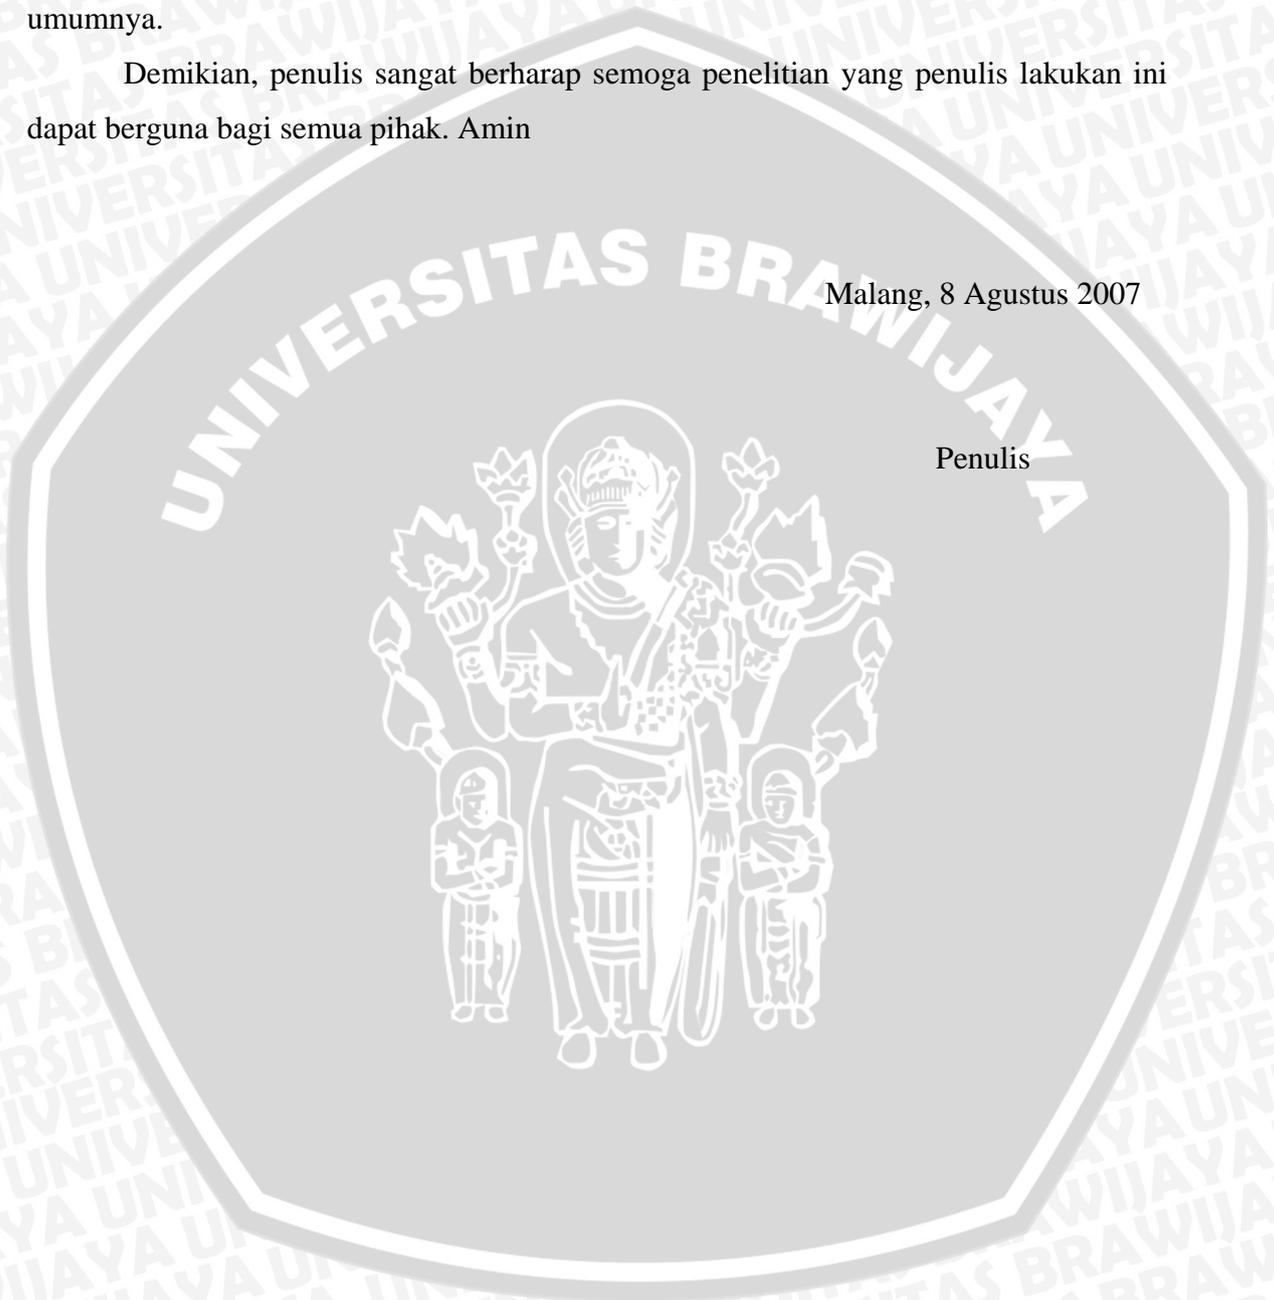 umumnya.
Demikian, penulis sangat berharap semoga penelitian yang penulis lakukan ini
dapat berguna bagi semua pihak. Amin
UNIVERSITAS BRAWIJAYA
Malang, 8 Agustus 2007
Penulis